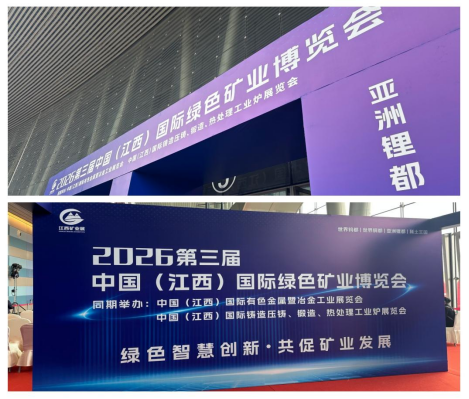 2026第三届中国（江西）国际绿色矿业博览会
中国(江西)国际铸造压铸、锻造、热处理工业炉展览会
亚洲锂都
江西矿业展
2026第三届
中国（江西）国际绿色矿业博览会
同期举办：中国（江西）国际有色金属暨冶金工业展览会
中国（江西）国际铸造压铸、锻造、热处理工业炉展览会
绿色智慧创新·共促矿业发展